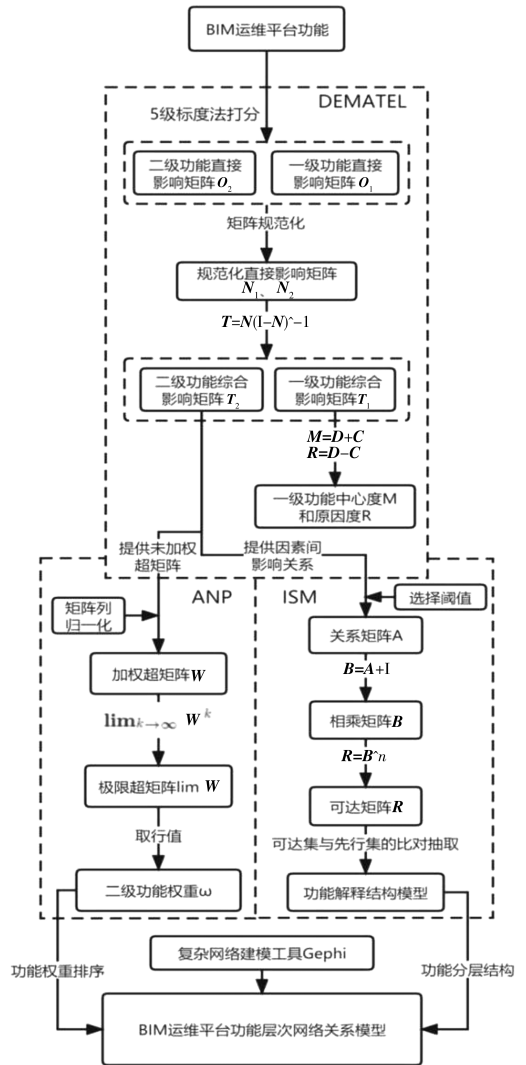 BIM运维平台功能
DEMATEL
5级标度法打分
二级功能直接
影响矩阵O₂
一级功能直接
影响矩阵O₁
矩阵规范化
规范化直接影响矩阵
N₁、N₂
T=N(I−N)^−1
二级功能综合
影响矩阵T₂
一级功能综合
影响矩阵T₁
M=D+C
R=D−C
一级功能中心度M
和原因度R
提供未加权
超矩阵
提供因素间
影响关系
ANP
ISM
矩阵列
归一化
选择阈值
加权超矩阵W
关系矩阵A
B=A+I
lim k→∞ W^k
相乘矩阵B
R=B^n
极限超矩阵lim W
可达矩阵R
取行值
可达集与先行集的比对抽取
二级功能权重ω
功能解释结构模型
功能权重排序
复杂网络建模工具Gephi
功能分层结构
BIM运维平台功能层次网络关系模型